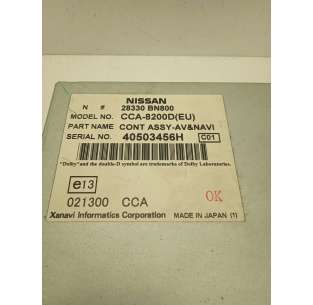 NISSAN
N # 28330 BN800
MODEL NO. CCA-8200D(EU)
PART NAME CONT ASSY-AV&NAVI
SERIAL NO. 40503456H C01
"Dolby"and the double-D symbol are trademarks of Dolby Laboratories.
e13
021300 CCA OK
Xanavi Informatics Corporation MADE IN JAPAN (1)